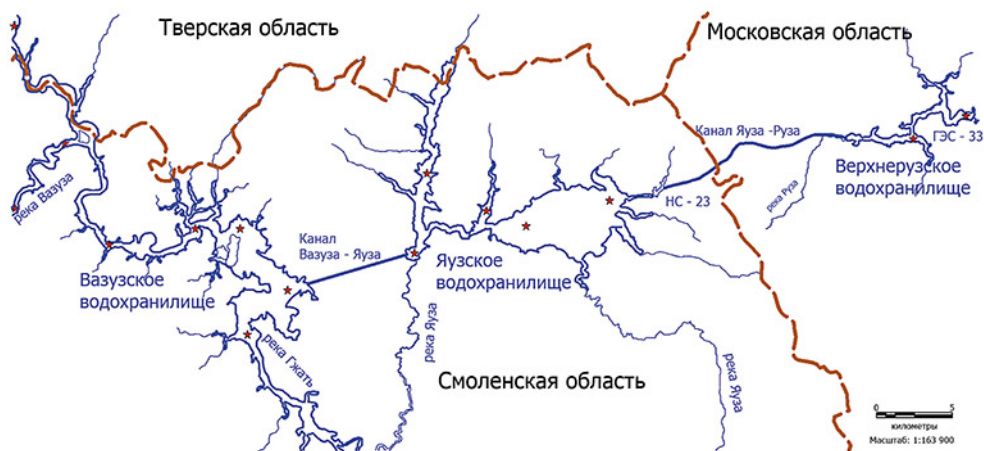 Тверская область
Московская область
Канал Яуза -Руза
ГЭС - 33
Верхнерузское
водохранилище
река Вазуза
река Руза
НС - 23
Канал
Вазуза - Яуза
Яузское
водохранилище
Вазузское
водохранилище
река Гжать
река Яуза
река Яуза
Смоленская область
0 5
километры
Масштаб: 1:163 900